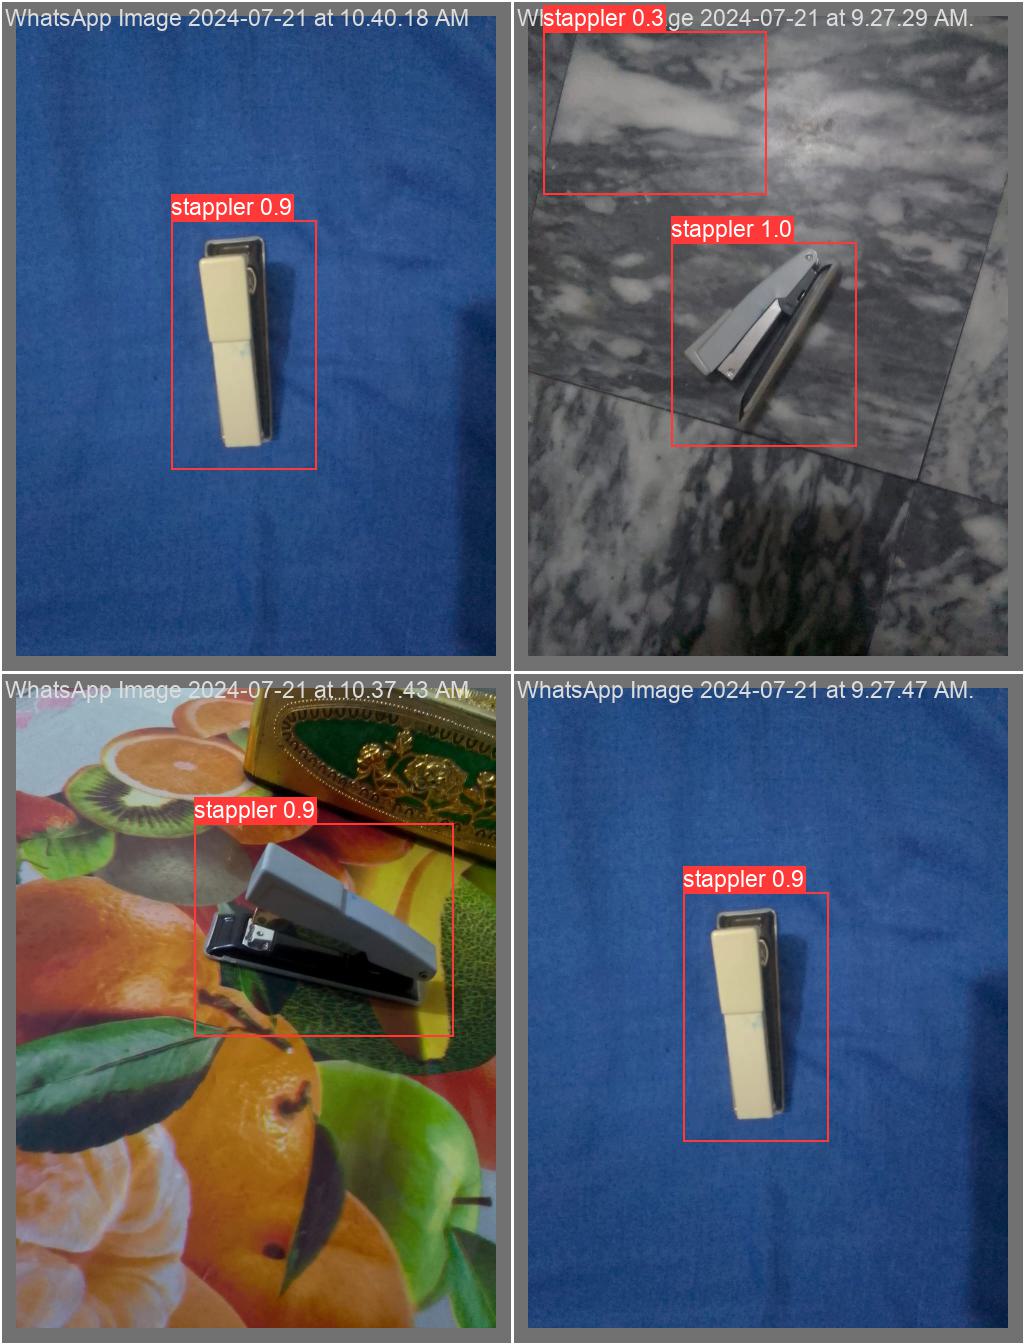 WhatsApp Image 2024-07-21 at 10.40.18 AM
stappler 0.9
stappler 0.3
ge 2024-07-21 at 9.27.29 AM.
stappler 1.0
WhatsApp Image 2024-07-21 at 10.37.43 AM
stappler 0.9
WhatsApp Image 2024-07-21 at 9.27.47 AM.
stappler 0.9